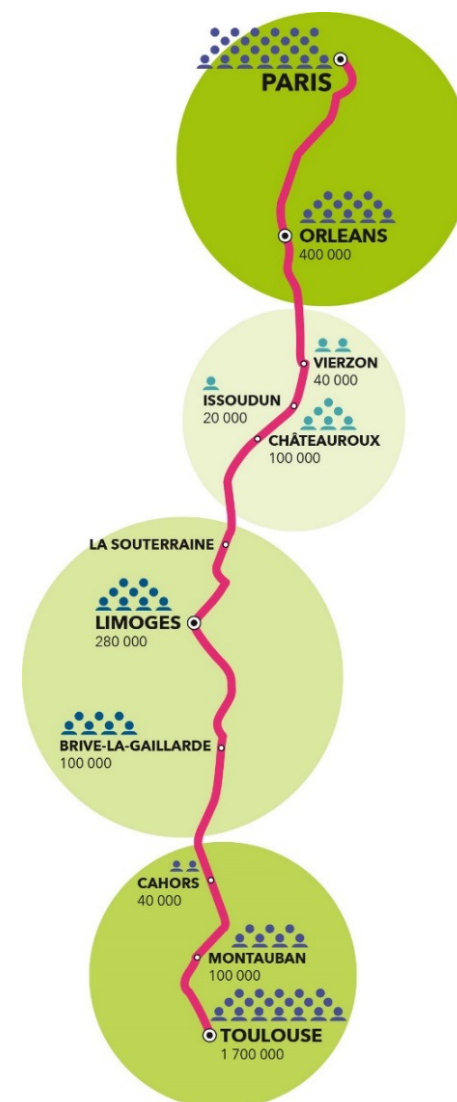 PARIS
ORLEANS
400 000
VIERZON
40 000
ISSOUDUN
20 000
CHÂTEAUROUX
100 000
LA SOUTERRAINE
LIMOGES
280 000
BRIVE-LA-GAILLARDE
100 000
CAHORS
40 000
MONTAUBAN
100 000
TOULOUSE
1 700 000